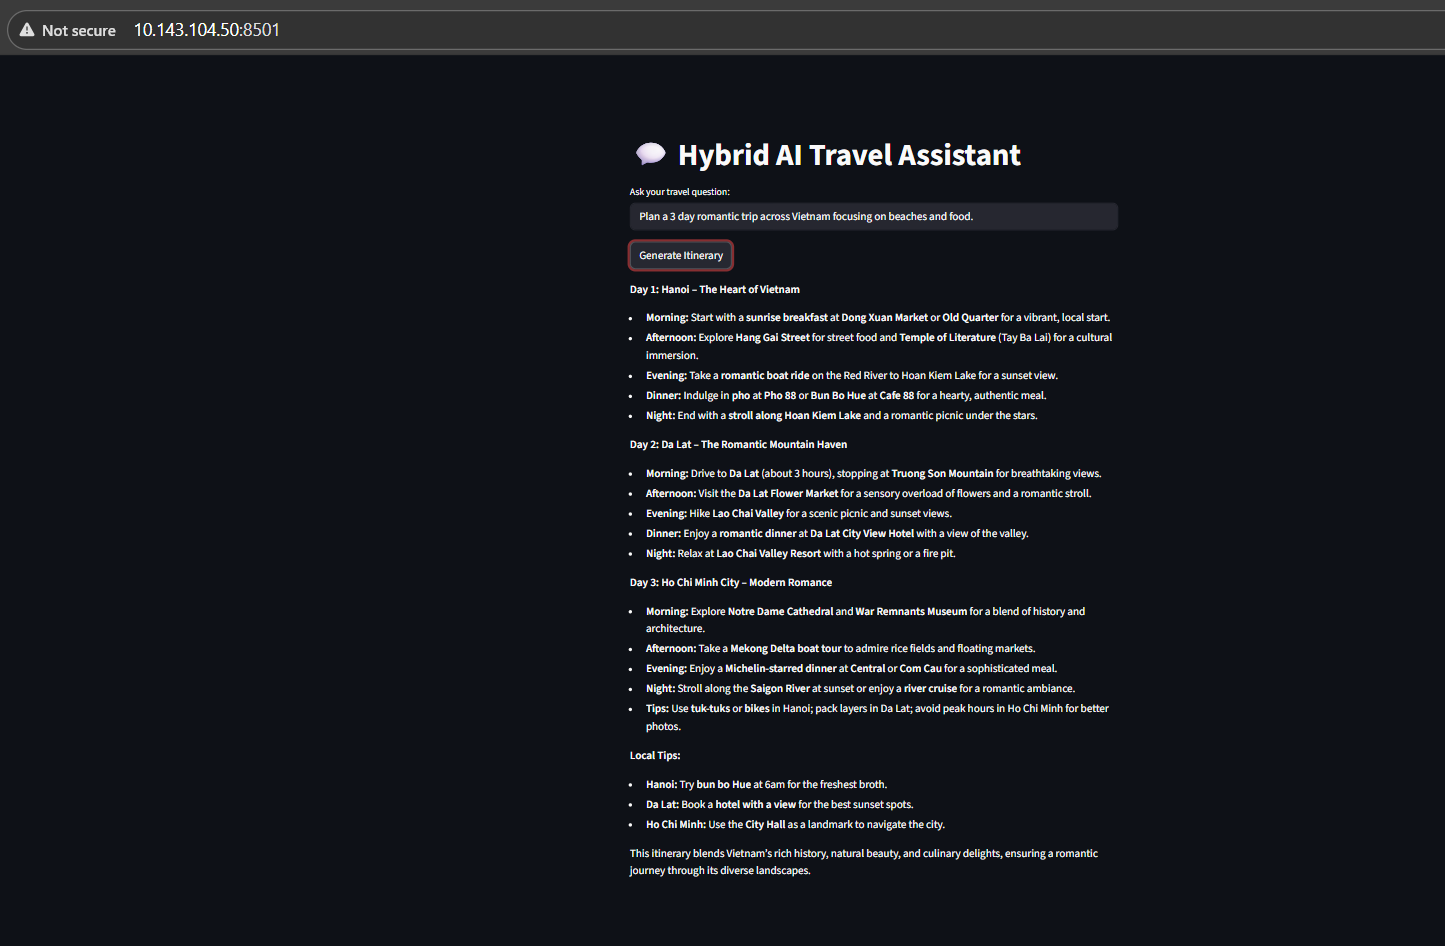 Not secure 10.143.104.50:8501
Hybrid AI Travel Assistant
Ask your travel question:
Plan a 3 day romantic trip across Vietnam focusing on beaches and food.
Generate Itinerary
Day 1: Hanoi – The Heart of Vietnam
• Morning: Start with a sunrise breakfast at Dong Xuan Market or Old Quarter for a vibrant, local start.
• Afternoon: Explore Hang Gai Street for street food and Temple of Literature (Tay Ba Lai) for a cultural
immersion.
• Evening: Take a romantic boat ride on the Red River to Hoan Kiem Lake for a sunset view.
• Dinner: Indulge in pho at Pho 88 or Bun Bo Hue at Cafe 88 for a hearty, authentic meal.
• Night: End with a stroll along Hoan Kiem Lake and a romantic picnic under the stars.
Day 2: Da Lat – The Romantic Mountain Haven
• Morning: Drive to Da Lat (about 3 hours), stopping at Truong Son Mountain for breathtaking views.
• Afternoon: Visit the Da Lat Flower Market for a sensory overload of flowers and a romantic stroll.
• Evening: Hike Lao Chai Valley for a scenic picnic and sunset views.
• Dinner: Enjoy a romantic dinner at Da Lat City View Hotel with a view of the valley.
• Night: Relax at Lao Chai Valley Resort with a hot spring or a fire pit.
Day 3: Ho Chi Minh City – Modern Romance
• Morning: Explore Notre Dame Cathedral and War Remnants Museum for a blend of history and
architecture.
• Afternoon: Take a Mekong Delta boat tour to admire rice fields and floating markets.
• Evening: Enjoy a Michelin-starred dinner at Central or Com Cau for a sophisticated meal.
• Night: Stroll along the Saigon River at sunset or enjoy a river cruise for a romantic ambiance.
• Tips: Use tuk-tuks or bikes in Hanoi; pack layers in Da Lat; avoid peak hours in Ho Chi Minh for better
photos.
Local Tips:
• Hanoi: Try bun bo Hue at 6am for the freshest broth.
• Da Lat: Book a hotel with a view for the best sunset spots.
• Ho Chi Minh: Use the City Hall as a landmark to navigate the city.
This itinerary blends Vietnam's rich history, natural beauty, and culinary delights, ensuring a romantic
journey through its diverse landscapes.